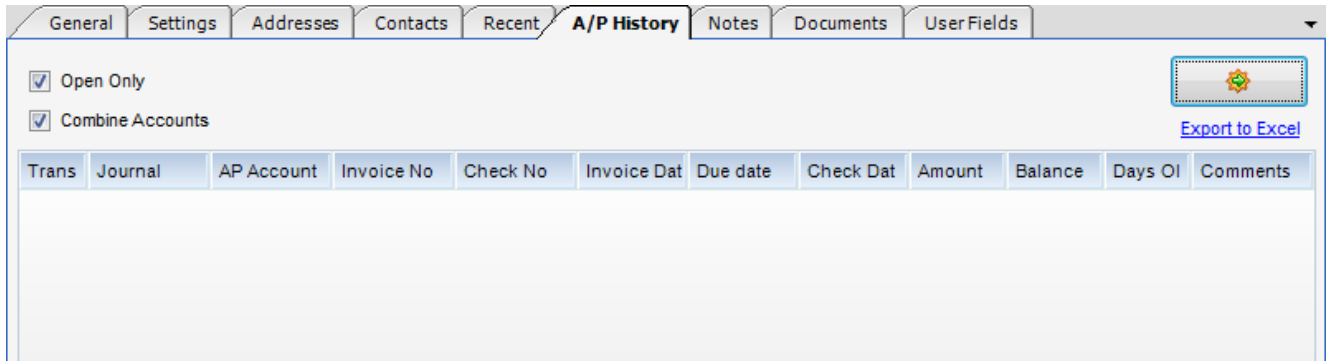 General Settings Addresses Contacts Recent A/P History Notes Documents User Fields
Open Only
Combine Accounts
Export to Excel
Trans Journal AP Account Invoice No Check No Invoice Dat Due date Check Dat Amount Balance Days Ol Comments